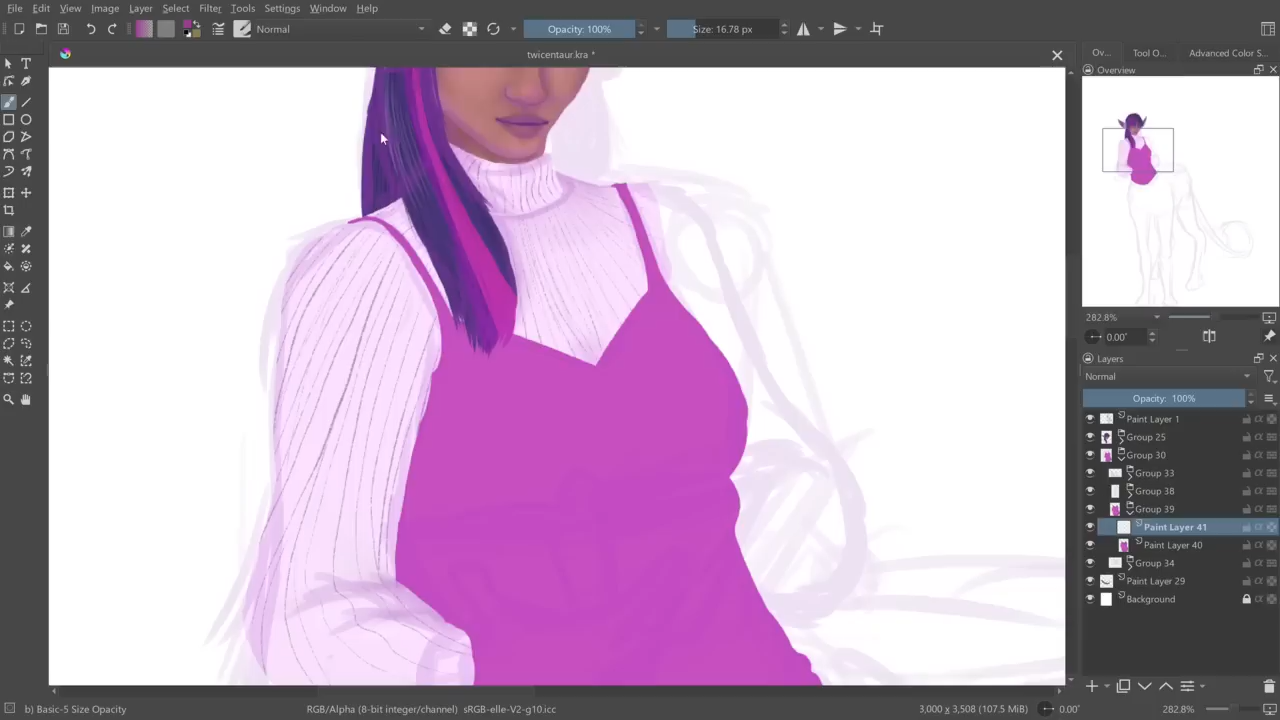 File Edit View Image Layer Select Filter Tools Settings Window Help
Normal Opacity: 100% Size: 16.78 px
twicentaur.kra *
Ov... Tool O... Advanced Color S...
Overview
282.8%
0.00°
Layers
Normal
Opacity: 100%
Paint Layer 1
Group 25
Group 30
Group 33
Group 38
Group 39
Paint Layer 41
Paint Layer 40
Group 34
Paint Layer 29
Background
b) Basic-5 Size Opacity RGB/Alpha (8-bit integer/channel) sRGB-elle-V2-g10.icc 3,000 x 3,508 (107.5 MiB) 0.00° 282.8%